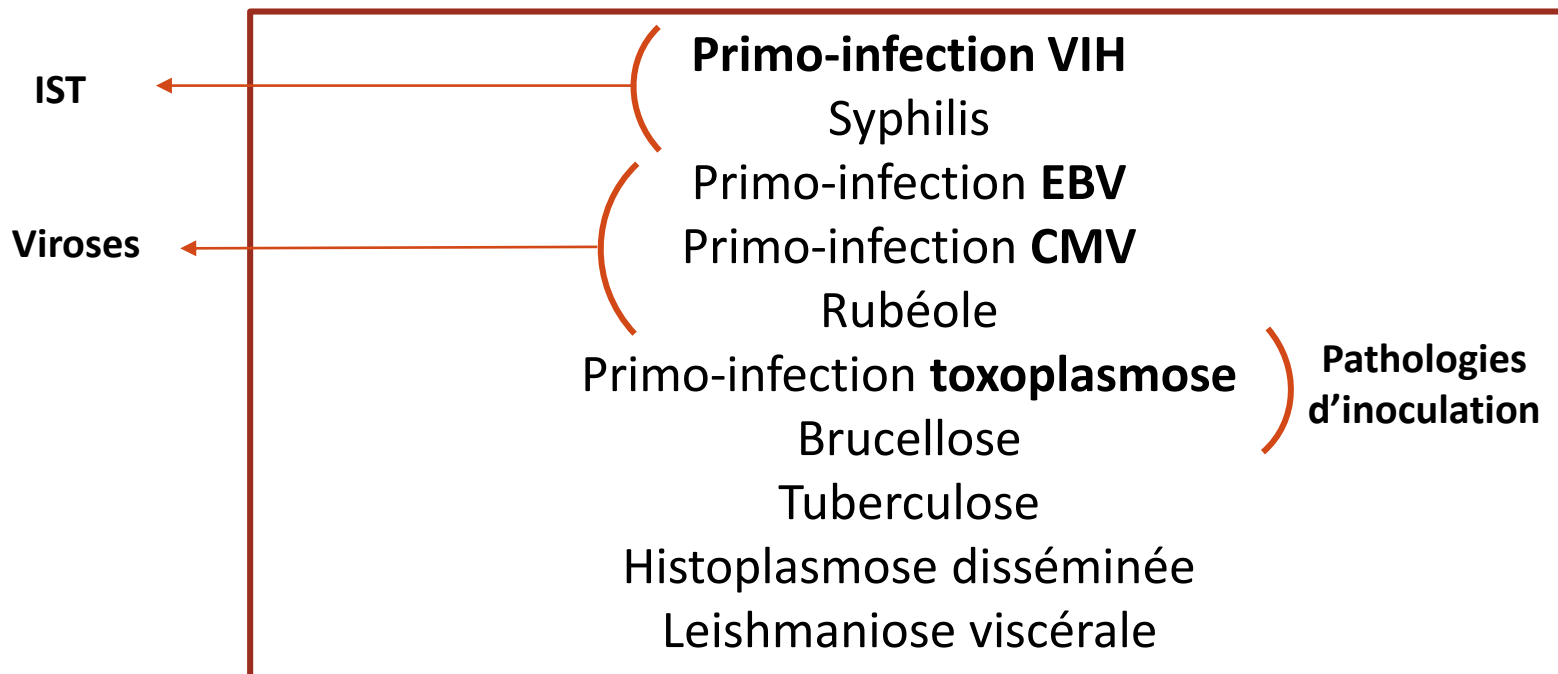 IST
Viroses
Primo-infection VIH
Syphilis
Primo-infection EBV
Primo-infection CMV
Rubéole
Primo-infection toxoplasmose
Brucellose
Tuberculose
Histoplasmose disséminée
Leishmaniose viscérale
Pathologies
d’inoculation